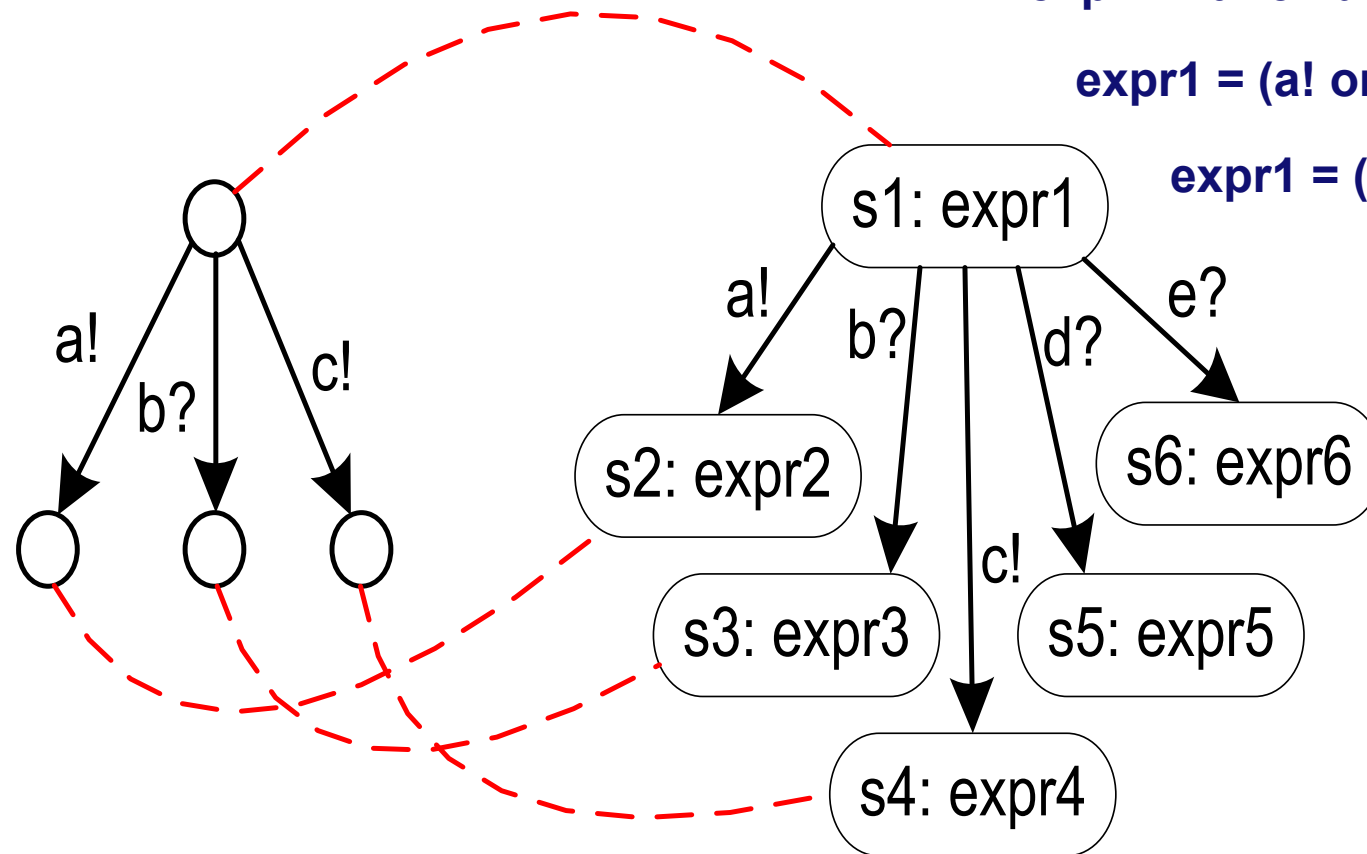 expr1 = (a! or
expr1 = (
s1: expr1
a!
b?
c!
d?
e?
a!
b?
c!
s2: expr2
s6: expr6
s3: expr3
s5: expr5
s4: expr4